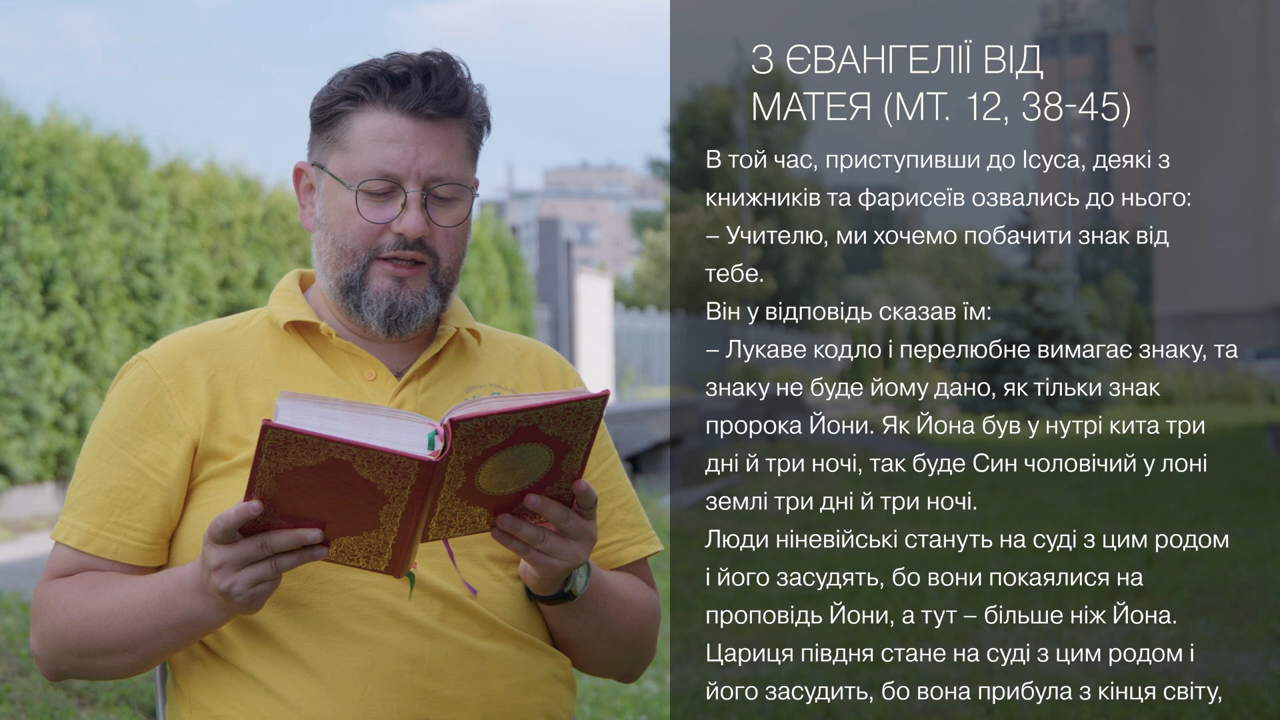 З ЄВАНГЕЛІЇ ВІД
МАТЕЯ (МТ. 12, 38-45)
В той час, приступивши до Ісуса, деякі з
книжників та фарисеїв озвались до нього:
– Учителю, ми хочемо побачити знак від
тебе.
Він у відповідь сказав їм:
– Лукаве кодло і перелюбне вимагає знаку, та
знаку не буде йому дано, як тільки знак
пророка Йони. Як Йона був у нутрі кита три
дні й три ночі, так буде Син чоловічий у лоні
землі три дні й три ночі.
Люди ніневійські стануть на суді з цим родом
і його засудять, бо вони покаялися на
проповідь Йони, а тут – більше ніж Йона.
Цариця півдня стане на суді з цим родом і
його засудить, бо вона прибула з кінця світу,